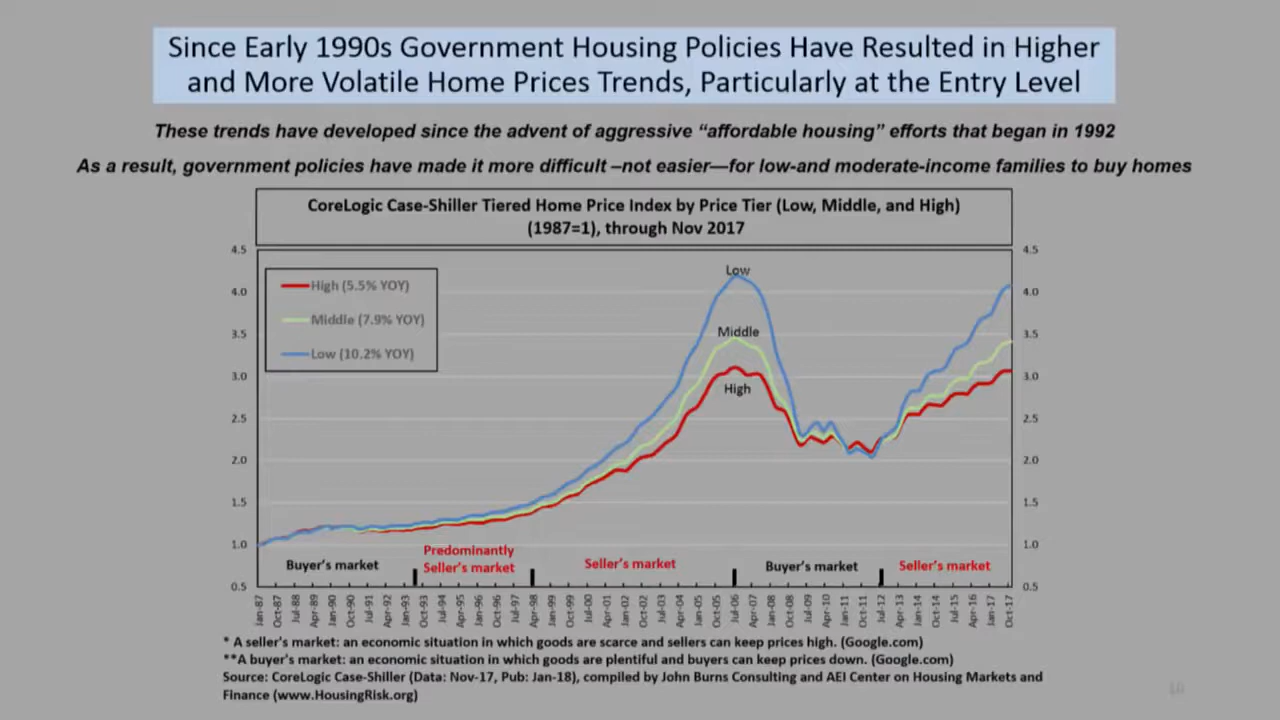 Since Early 1990s Government Housing Policies Have Resulted in Higher
and More Volatile Home Prices Trends, Particularly at the Entry Level
These trends have developed since the advent of aggressive “affordable housing” efforts that began in 1992
As a result, government policies have made it more difficult –not easier—for low-and moderate-income families to buy homes
CoreLogic Case-Shiller Tiered Home Price Index by Price Tier (Low, Middle, and High)
(1987=1), through Nov 2017
4.5 4.5
High (5.5% YOY)
Middle (7.9% YOY)
Low (10.2% YOY)
Low
Middle
High
4.0 4.0
3.5 3.5
3.0 3.0
2.5 2.5
2.0 2.0
1.5 1.5
1.0 1.0
0.5 0.5
Buyer’s market
Predominantly
Seller’s market
Seller’s market
Buyer’s market
Seller’s market
Jan-87 Oct-87 Jul-88 Apr-89 Jan-90 Oct-90 Jul-91 Apr-92 Jan-93 Oct-93 Jul-94 Apr-95 Jan-96 Oct-96 Jul-97 Apr-98 Jan-99 Oct-99 Jul-00 Apr-01 Jan-02 Oct-02 Jul-03 Apr-04 Jan-05 Oct-05 Jul-06 Apr-07 Jan-08 Oct-08 Jul-09 Apr-10 Jan-11 Oct-11 Jul-12 Apr-13 Jan-14 Oct-14 Jul-15 Apr-16 Jan-17 Oct-17
* A seller's market: an economic situation in which goods are scarce and sellers can keep prices high. (Google.com)
**A buyer's market: an economic situation in which goods are plentiful and buyers can keep prices down. (Google.com)
Source: CoreLogic Case-Shiller (Data: Nov-17, Pub: Jan-18), compiled by John Burns Consulting and AEI Center on Housing Markets and
Finance (www.HousingRisk.org)
10